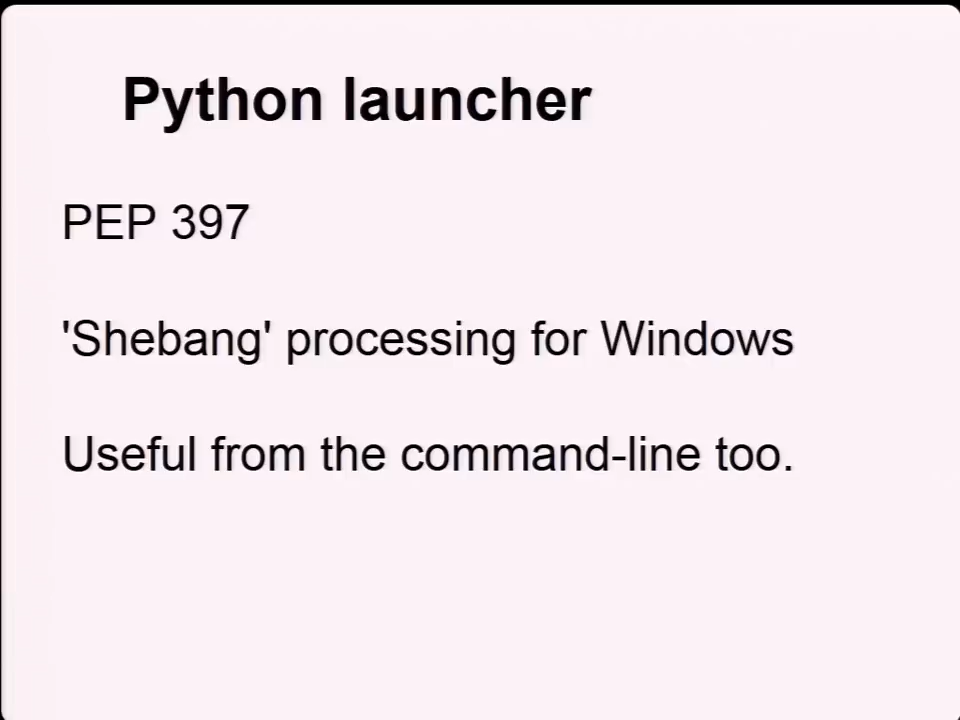 Python launcher
PEP 397
'Shebang' processing for Windows
Useful from the command-line too.